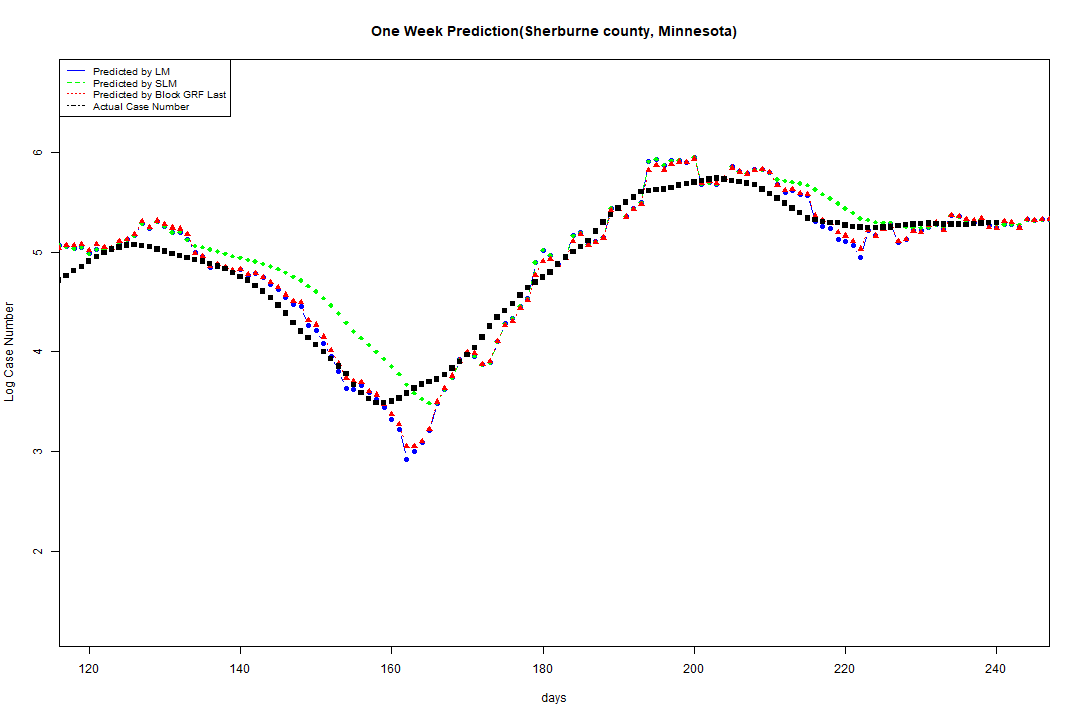 One Week Prediction(Sherburne county, Minnesota)
Predicted by LM
Predicted by SLM
Predicted by Block GRF Last
Actual Case Number
6
5
4
3
2
Log Case Number
120
140
160
180
200
220
240
days